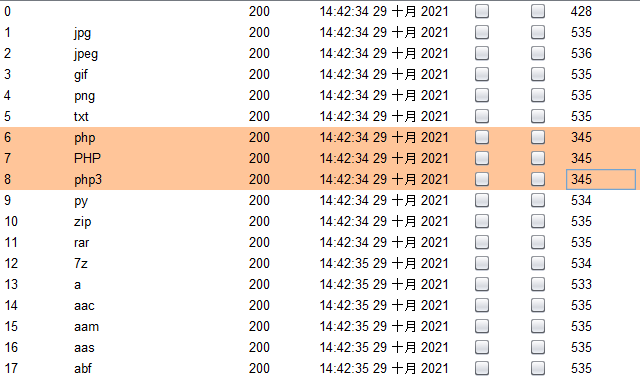 0 200 14:42:34 29 十月 2021 428
1 jpg 200 14:42:34 29 十月 2021 535
2 jpeg 200 14:42:34 29 十月 2021 536
3 gif 200 14:42:34 29 十月 2021 535
4 png 200 14:42:34 29 十月 2021 535
5 txt 200 14:42:34 29 十月 2021 535
6 php 200 14:42:34 29 十月 2021 345
7 PHP 200 14:42:34 29 十月 2021 345
8 php3 200 14:42:34 29 十月 2021 345
9 py 200 14:42:34 29 十月 2021 534
10 zip 200 14:42:34 29 十月 2021 535
11 rar 200 14:42:34 29 十月 2021 535
12 7z 200 14:42:35 29 十月 2021 534
13 a 200 14:42:35 29 十月 2021 533
14 aac 200 14:42:35 29 十月 2021 535
15 aam 200 14:42:35 29 十月 2021 535
16 aas 200 14:42:35 29 十月 2021 535
17 abf 200 14:42:35 29 十月 2021 535